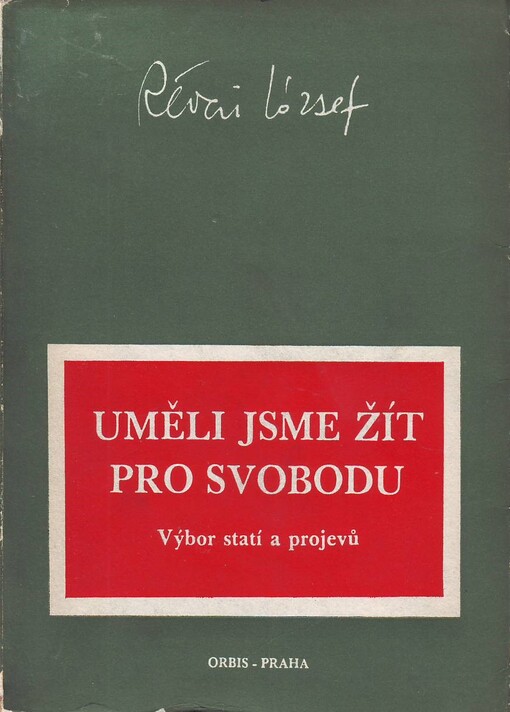 Révai József
UMĚLI JSME ŽÍT
PRO SVOBODU
Výbor statí a projevů
ORBIS - PRAHA